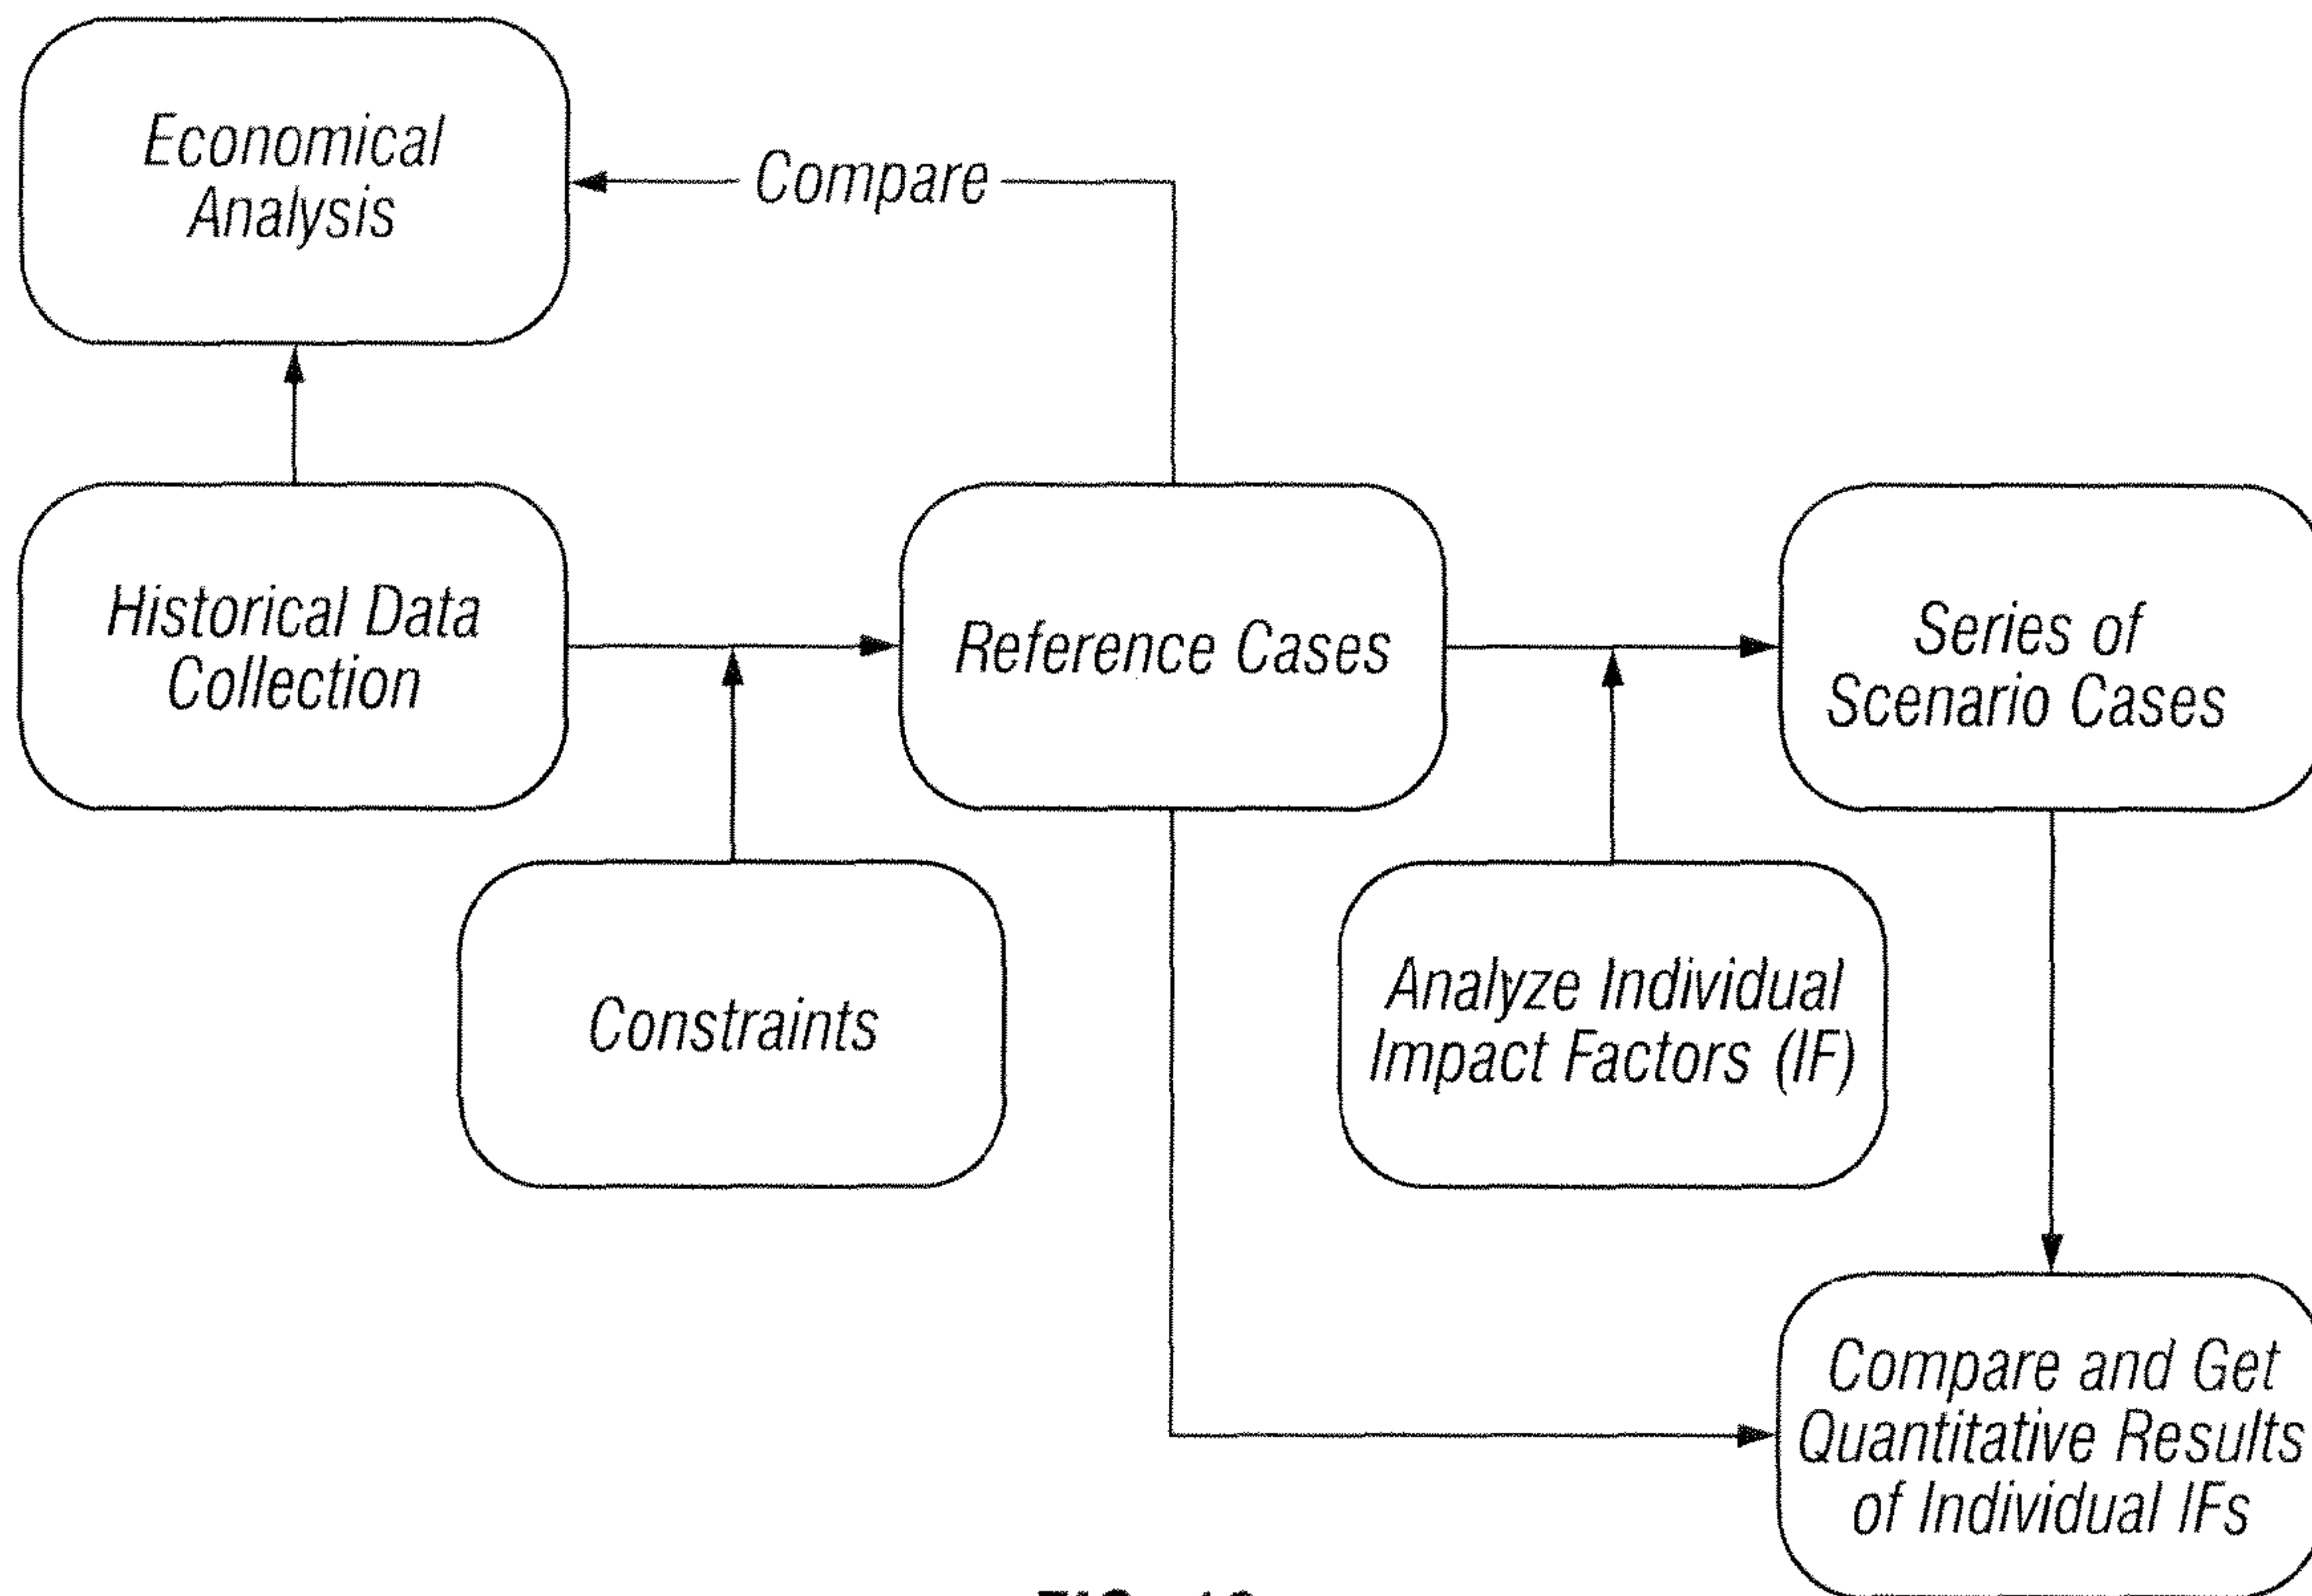 Economical
Analysis
Compare
Historical Data
Collection
Reference Cases
Series of
Scenario Cases
Constraints
Analyze Individual
Impact Factors (IF)
Compare and Get
Quantitative Results
of Individual IFs